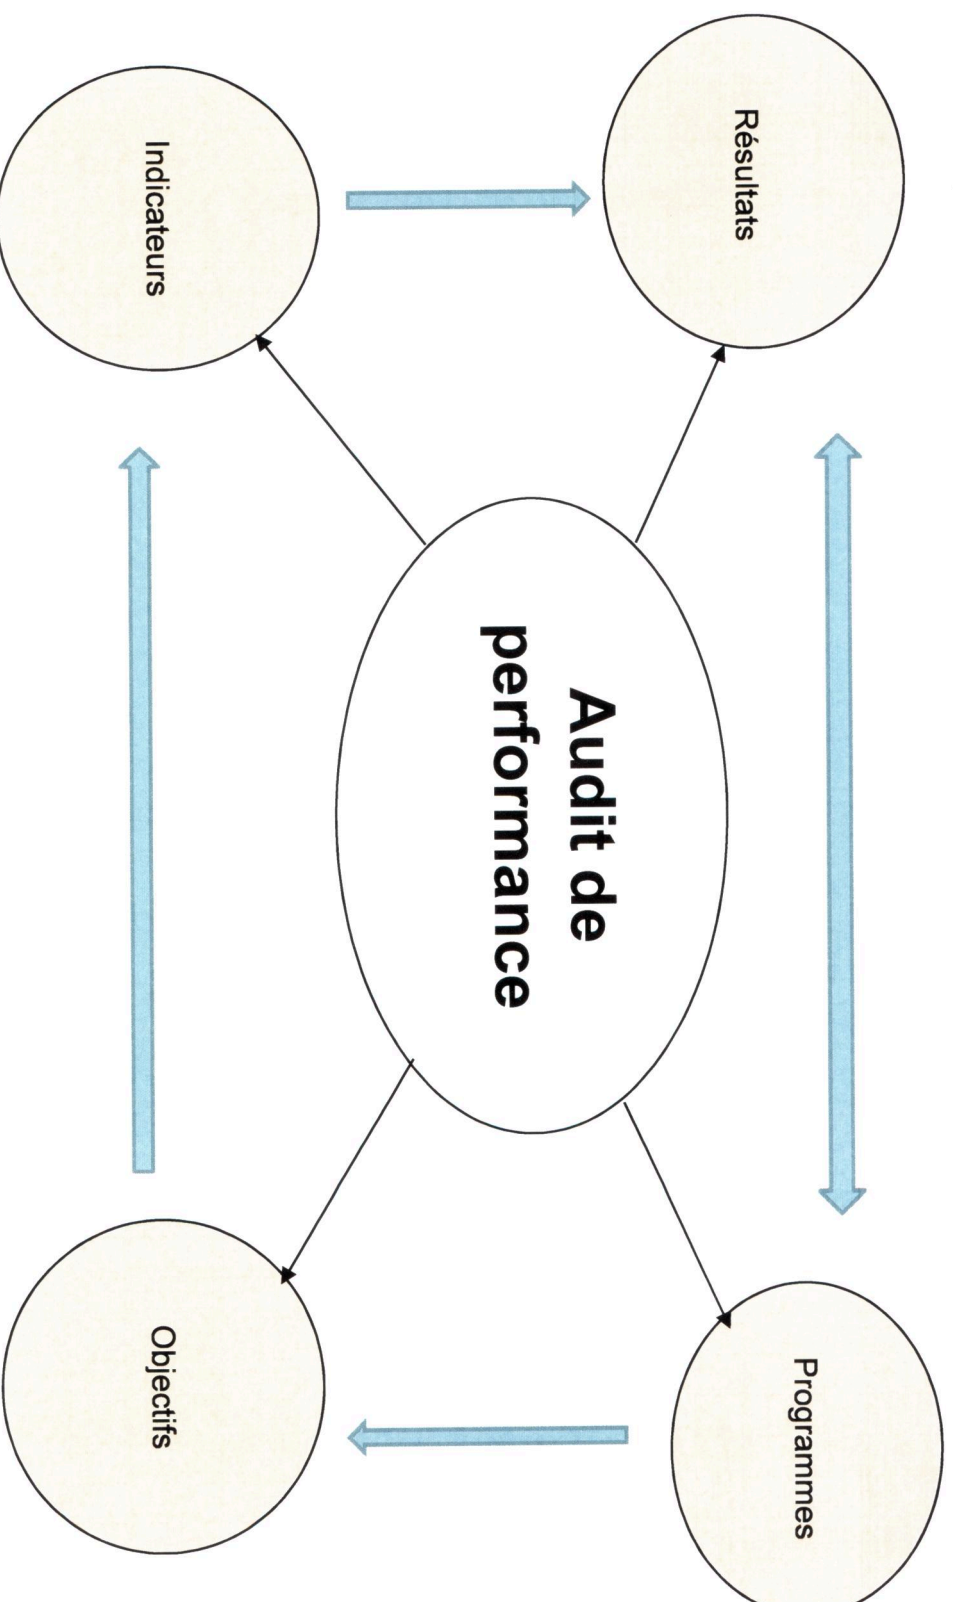 Résultats
Programmes
Audit de
performance
Indicateurs
Objectifs